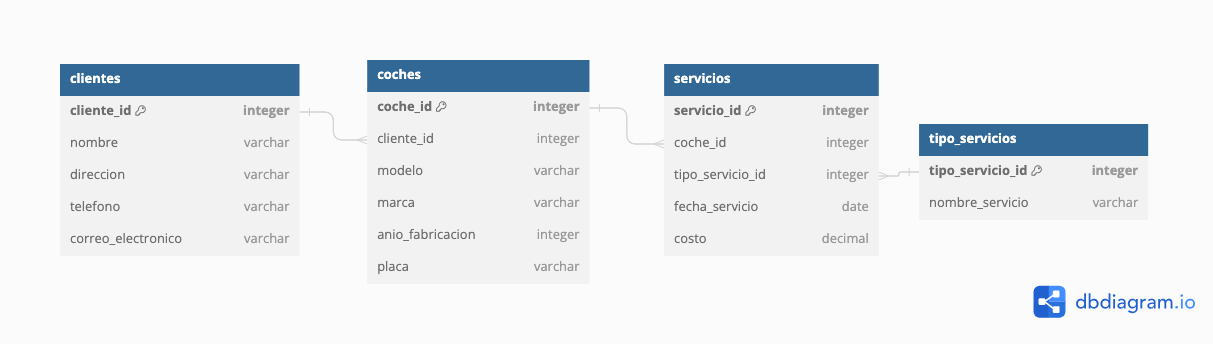 clientes
cliente_id integer
nombre varchar
direccion varchar
telefono varchar
correo_electronico varchar
coches
coche_id integer
cliente_id integer
modelo varchar
marca varchar
anio_fabricacion integer
placa varchar
servicios
servicio_id integer
coche_id integer
tipo_servicio_id integer
fecha_servicio date
costo decimal
tipo_servicios
tipo_servicio_id integer
nombre_servicio varchar
dbdiagram.io